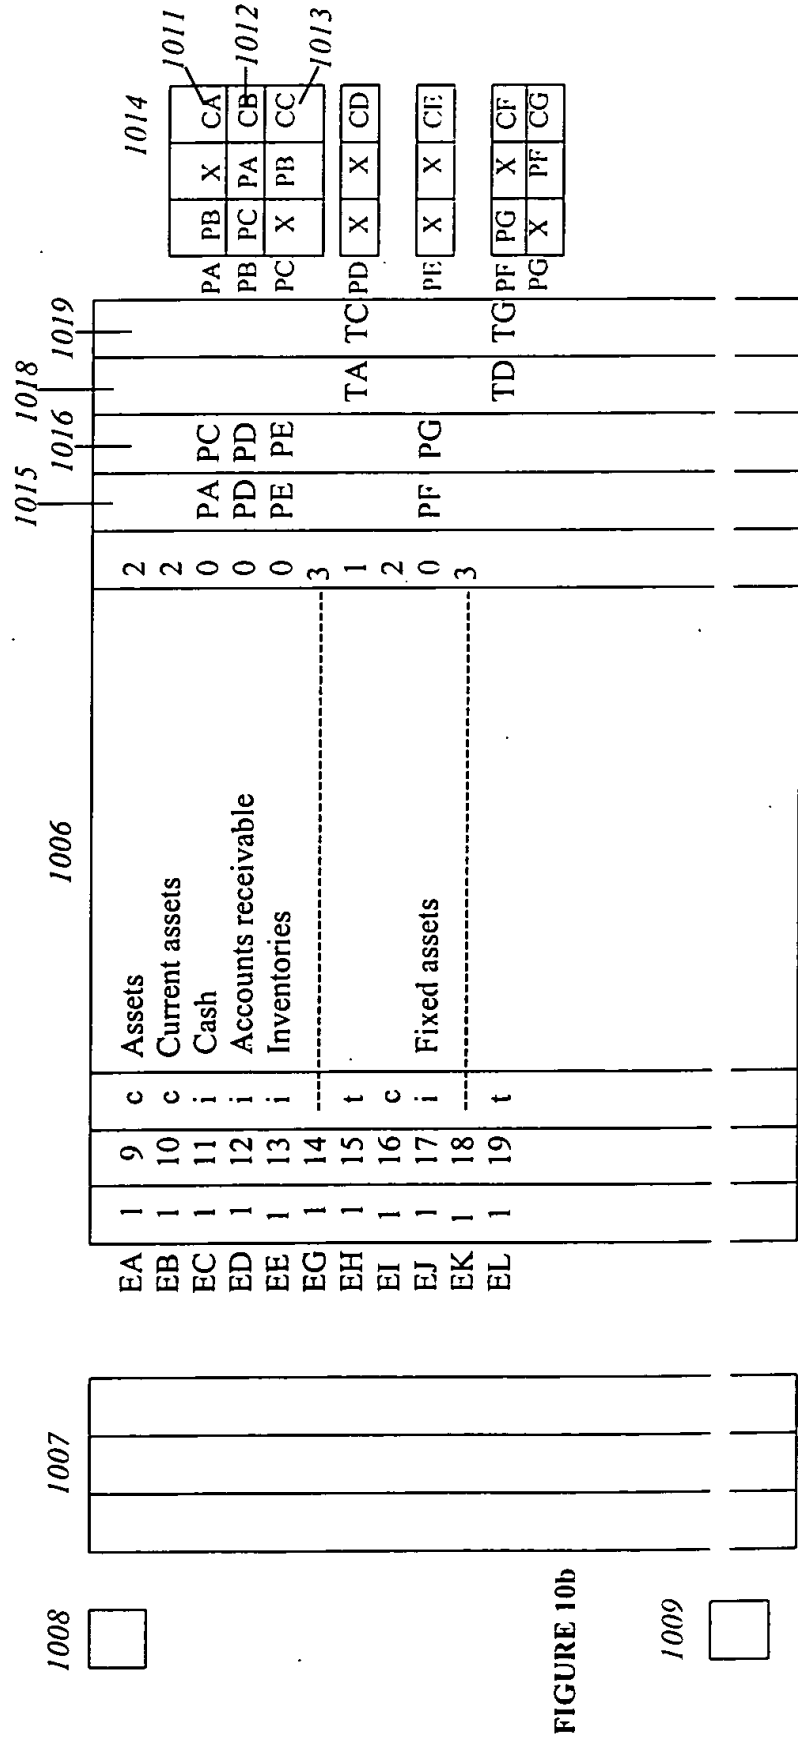 1015 1018
1008 1007 1006 1016 1019
1014
EA 1 9 c Assets 2
1011
EB 1 10 c Current assets 2
EC 1 11 i Cash 0 PA PC PA PB X CA
1012
ED 1 12 i Accounts receivable 0 PD PD PB PC PA CB
EE 1 13 i Inventories 0 PE PE PC X PB CC
1013
EG 1 14 3
EH 1 15 t 1 TA TC PD X X CD
EI 1 16 c 2
EJ 1 17 i Fixed assets 0 PF PG PE X X CE
EK 1 18 3
EL 1 19 t TD TG PF PG X CF
PG X PF CG
FIGURE 10b
1009